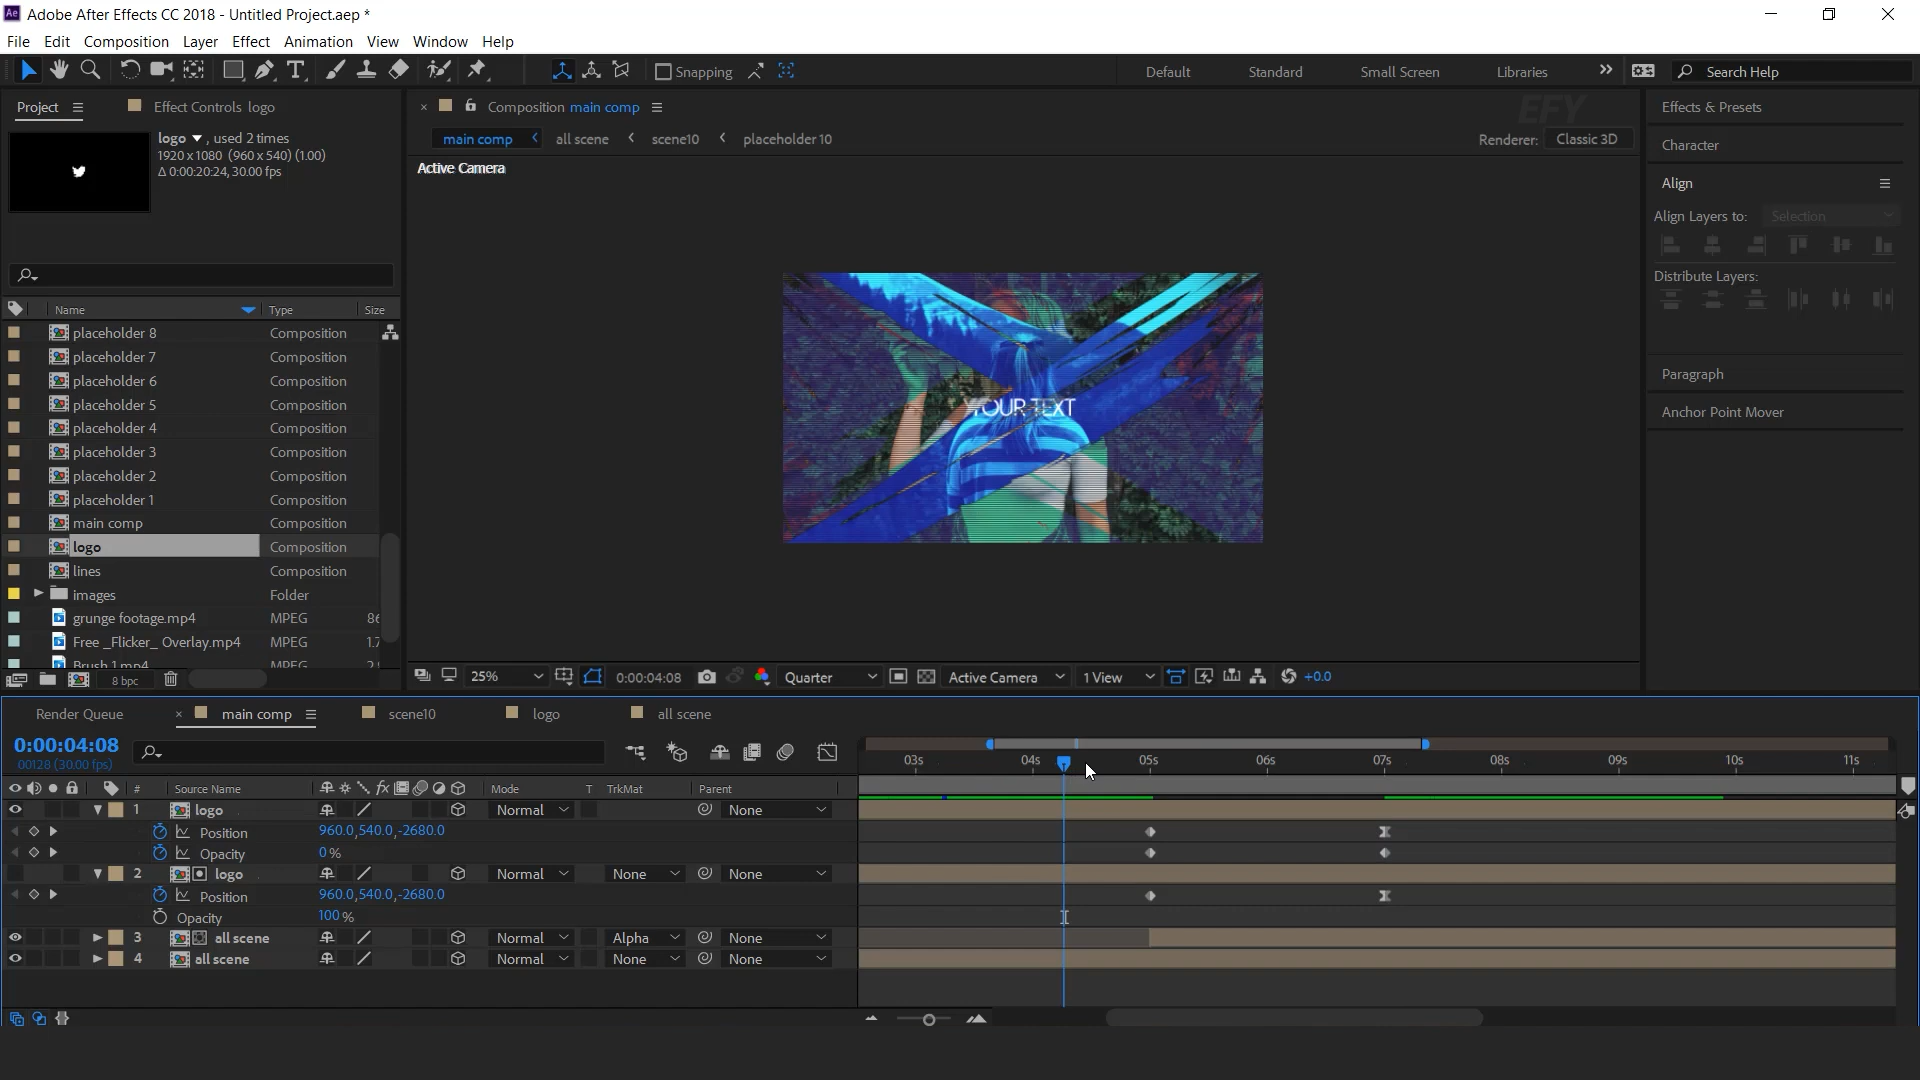 Ae Adobe After Effects CC 2018 - Untitled Project.aep *
File Edit Composition Layer Effect Animation View Window Help
Snapping Default Standard Small Screen Libraries Search Help
Project Effect Controls logo
logo , used 2 times
1920 x 1080 (960 x 540) (1.00)
Δ 0:00:20:24, 30.00 fps
Name Type Size
placeholder 8 Composition
placeholder 7 Composition
placeholder 6 Composition
placeholder 5 Composition
placeholder 4 Composition
placeholder 3 Composition
placeholder 2 Composition
placeholder 1 Composition
main comp Composition
logo Composition
lines Composition
images Folder
grunge footage.mp4 MPEG
Free _Flicker_ Overlay.mp4 MPEG
Brush 1.mp4 MPEG
8 bpc
Composition main comp
EFY
main comp all scene scene10 placeholder 10
Renderer: Classic 3D
Active Camera
YOUR TEXT
25% 0:00:04:08 Quarter Active Camera 1 View +0.0
Effects & Presets
Character
Align
Align Layers to: Selection
Distribute Layers:
Paragraph
Anchor Point Mover
Render Queue main comp scene10 logo all scene
0:00:04:08
00128 (30.00 fps)
03s 04s 05s 06s 07s 08s 09s 10s 11s
# Source Name fx Mode T TrkMat Parent
1 logo Normal None
Position 960.0,540.0,-2680.0
Opacity 0 %
2 logo Normal None None
Position 960.0,540.0,-2680.0
Opacity 100 %
3 all scene Normal Alpha None
4 all scene Normal None None